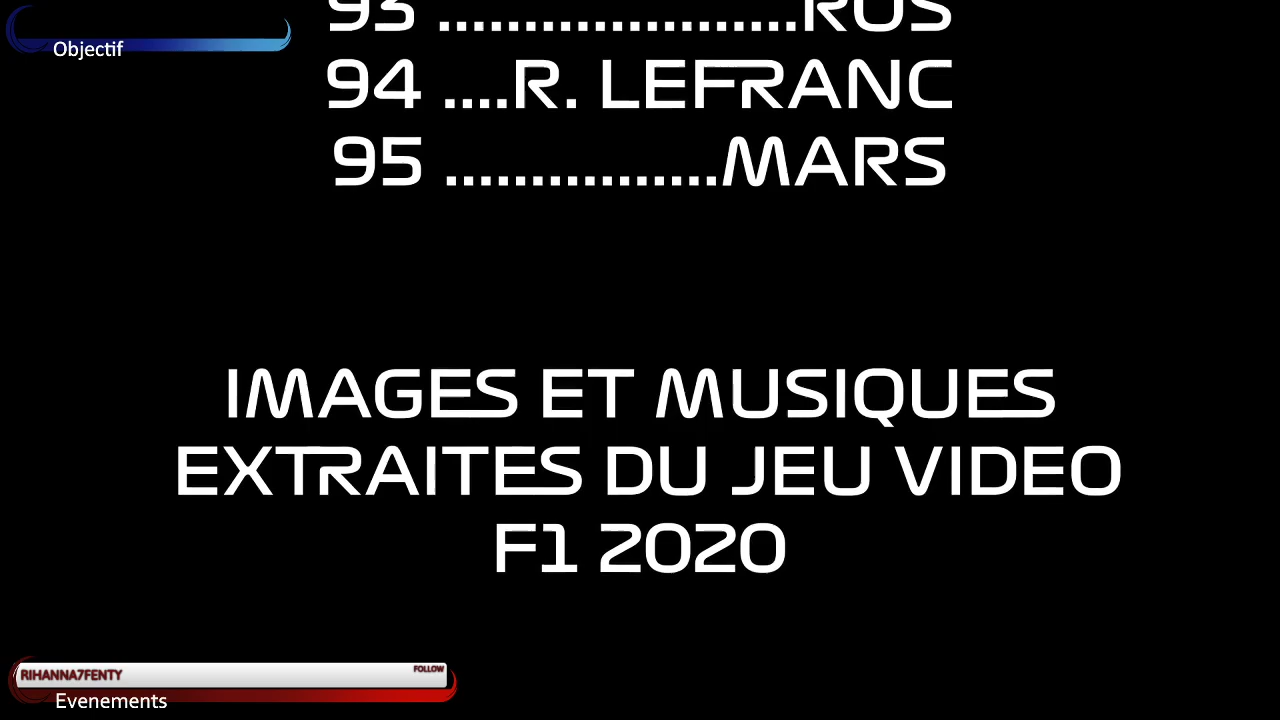 93 .....................RUS
Objectif
94 ....R. LEFRANC
95 ................MARS
IMAGES ET MUSIQUES
EXTRAITES DU JEU VIDEO
F1 2020
RIHANNA7FENTY FOLLOW
Evenements